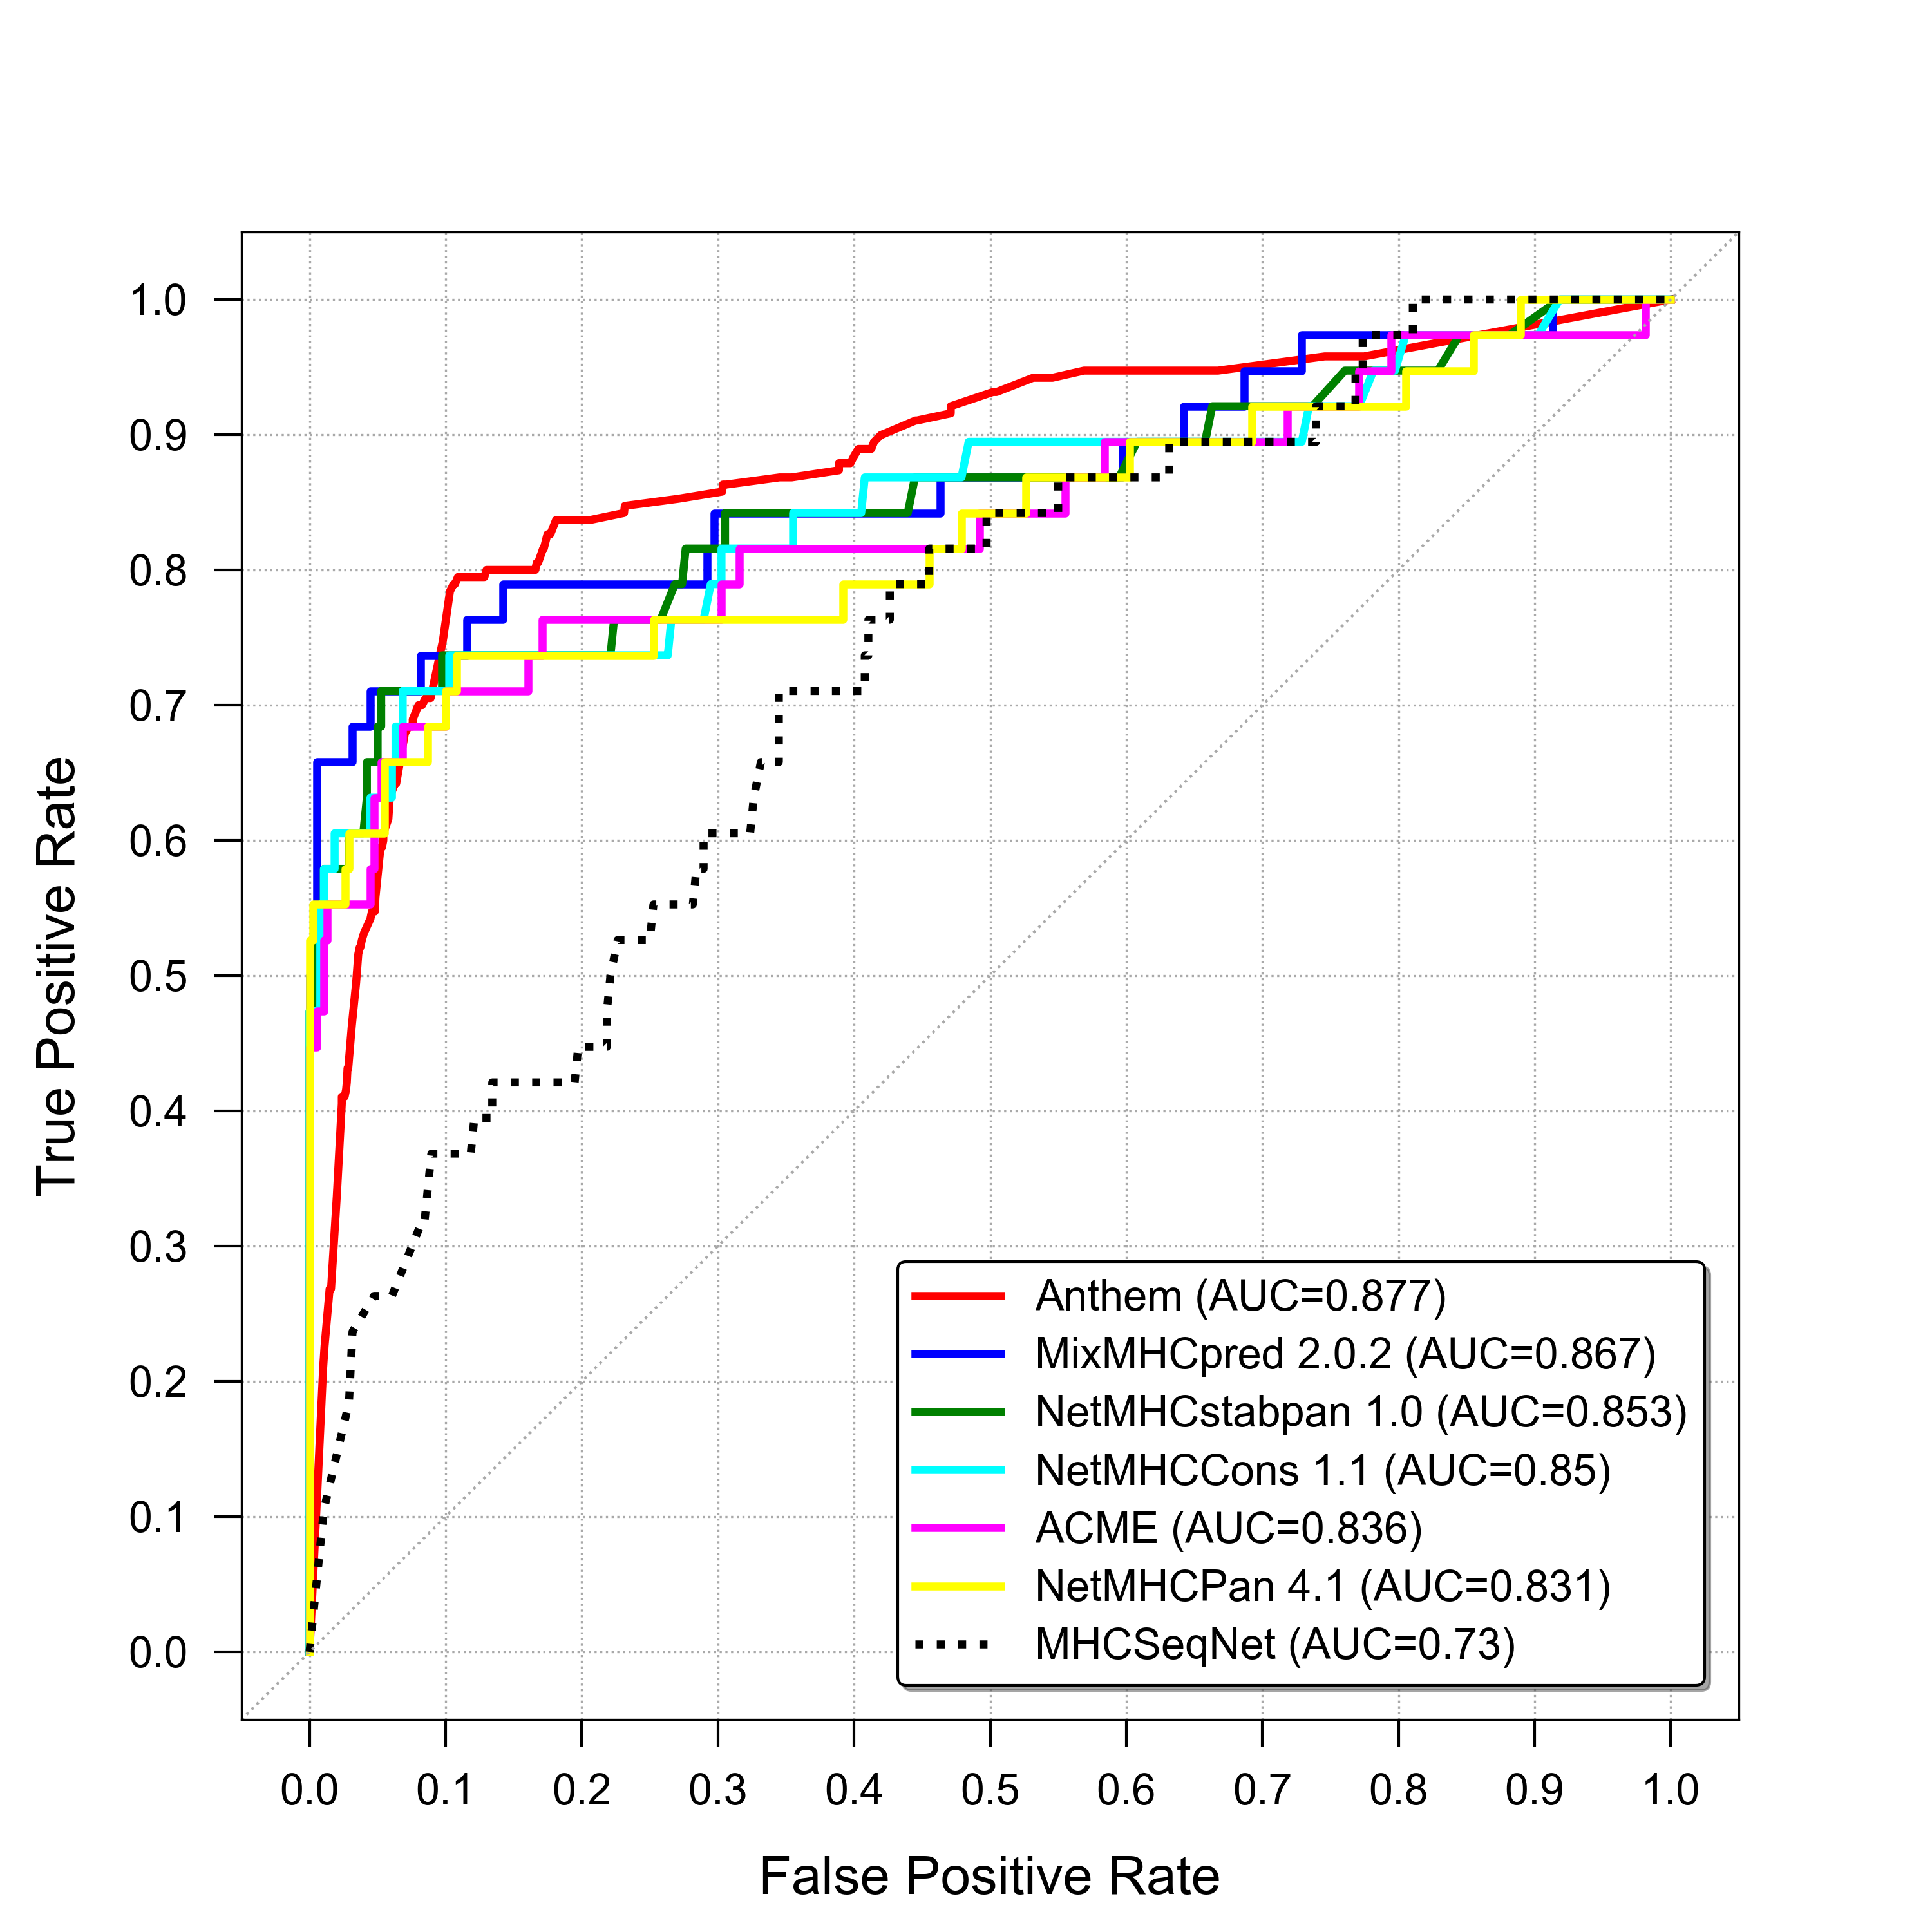 1.0
0.9
0.8
0.7
0.6
0.5
0.4
0.3
0.2
0.1
0.0
True Positive Rate
Anthem (AUC=0.877)
MixMHCpred 2.0.2 (AUC=0.867)
NetMHCstabpan 1.0 (AUC=0.853)
NetMHCCons 1.1 (AUC=0.85)
ACME (AUC=0.836)
NetMHCPan 4.1 (AUC=0.831)
MHCSeqNet (AUC=0.73)
0.0 0.1 0.2 0.3 0.4 0.5 0.6 0.7 0.8 0.9 1.0
False Positive Rate